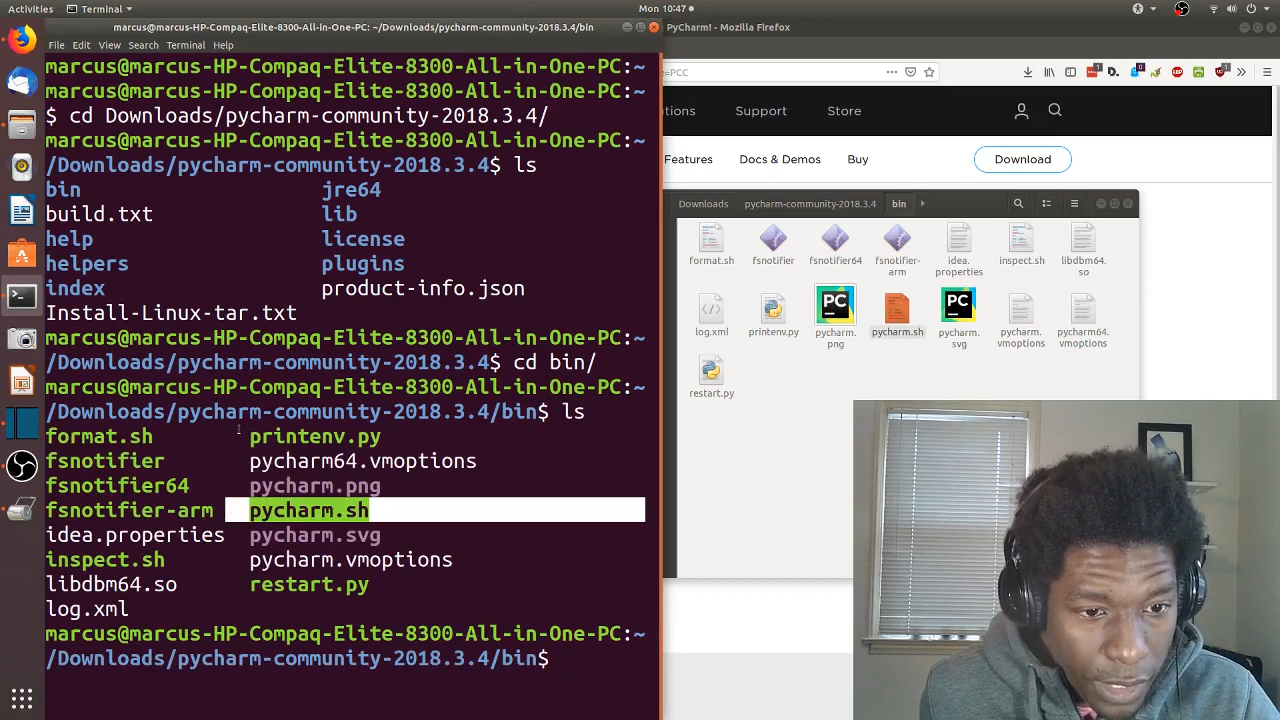 Activities
Terminal
Mon 10:47
marcus@marcus-HP-Compaq-Elite-8300-All-in-One-PC: ~/Downloads/pycharm-community-2018.3.4/bin
PyCharm! - Mozilla Firefox
File Edit View Search Terminal Help
marcus@marcus-HP-Compaq-Elite-8300-All-in-One-PC:~
marcus@marcus-HP-Compaq-Elite-8300-All-in-One-PC:~
$ cd Downloads/pycharm-community-2018.3.4/
marcus@marcus-HP-Compaq-Elite-8300-All-in-One-PC:~
/Downloads/pycharm-community-2018.3.4$ ls
bin jre64
build.txt lib
help license
helpers plugins
index product-info.json
Install-Linux-tar.txt
marcus@marcus-HP-Compaq-Elite-8300-All-in-One-PC:~
/Downloads/pycharm-community-2018.3.4$ cd bin/
marcus@marcus-HP-Compaq-Elite-8300-All-in-One-PC:~
/Downloads/pycharm-community-2018.3.4/bin$ ls
format.sh printenv.py
fsnotifier pycharm64.vmoptions
fsnotifier64 pycharm.png
fsnotifier-arm pycharm.sh
idea.properties pycharm.svg
inspect.sh pycharm.vmoptions
libdbm64.so restart.py
log.xml
marcus@marcus-HP-Compaq-Elite-8300-All-in-One-PC:~
/Downloads/pycharm-community-2018.3.4/bin$
=PCC
tions Support Store
Features Docs & Demos Buy Download
Downloads pycharm-community-2018.3.4 bin
format.sh fsnotifier fsnotifier64 fsnotifier- idea. inspect.sh libdbm64.
arm properties so
PC PC
log.xml printenv.py pycharm. pycharm.sh pycharm. pycharm. pycharm64.
png svg vmoptions vmoptions
restart.py